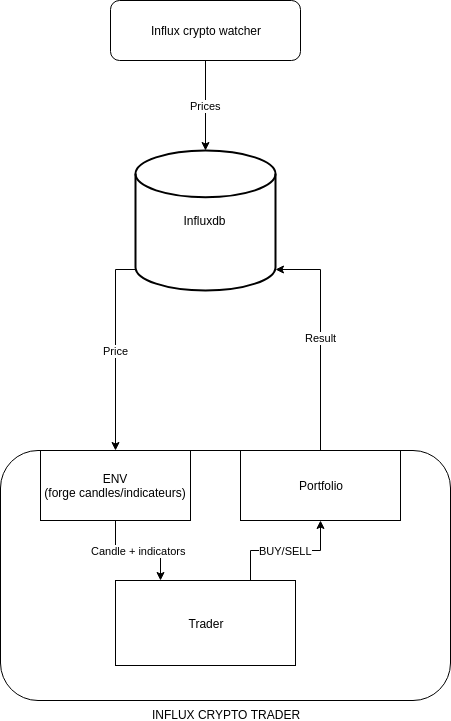 Influx crypto watcher
Prices
Influxdb
Price
Result
ENV
(forge candles/indicateurs)
Portfolio
Candle + indicators
BUY/SELL
Trader
INFLUX CRYPTO TRADER